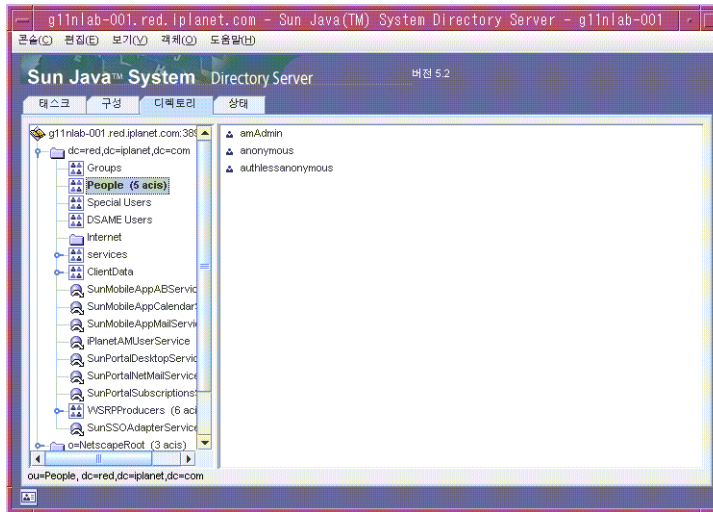 g11nlab-001.red.iplanet.com - Sun Java(TM) System Directory Server - g11nlab-001
콘솔(C) 편집(E) 보기(V) 객체(O) 도움말(H)
Sun Java™ System Directory Server 버전 5.2
태스크 구성 디렉토리 상태
g11nlab-001.red.iplanet.com:389
dc=red,dc=iplanet,dc=com
Groups
People (5 acis)
Special Users
DSAME Users
Internet
services
ClientData
SunMobileAppABServic
SunMobileAppCalendar
SunMobileAppMailServi
iPlanetAMUserService
SunPortalDesktopServic
SunPortalNetMailService
SunPortalSubscriptions
WSRPProducers (6 aci
SunSSOAdapterService
o=NetscapeRoot (3 acis)
amAdmin
anonymous
authlessanonymous
ou=People, dc=red,dc=iplanet,dc=com